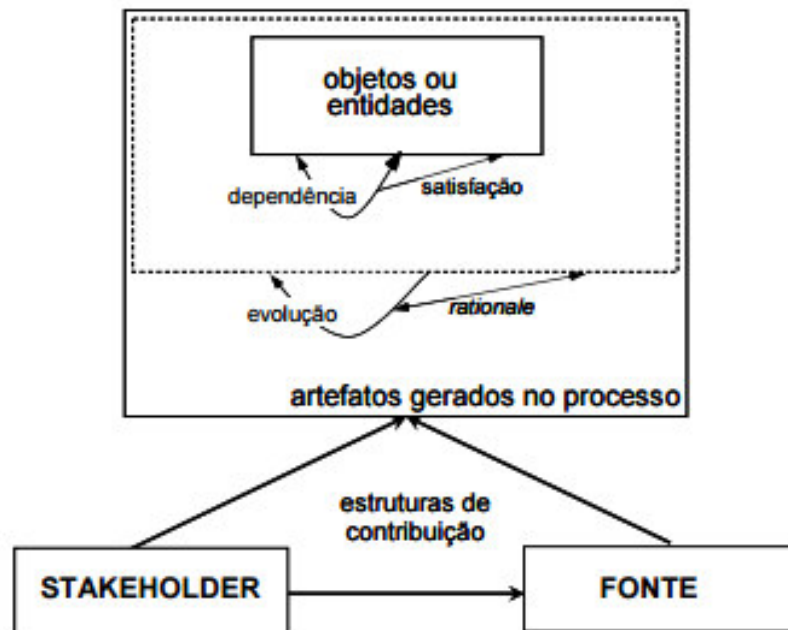 objetos ou
entidades
dependência
satisfação
evolução
rationale
artefatos gerados no processo
estruturas de
contribuição
STAKEHOLDER
FONTE